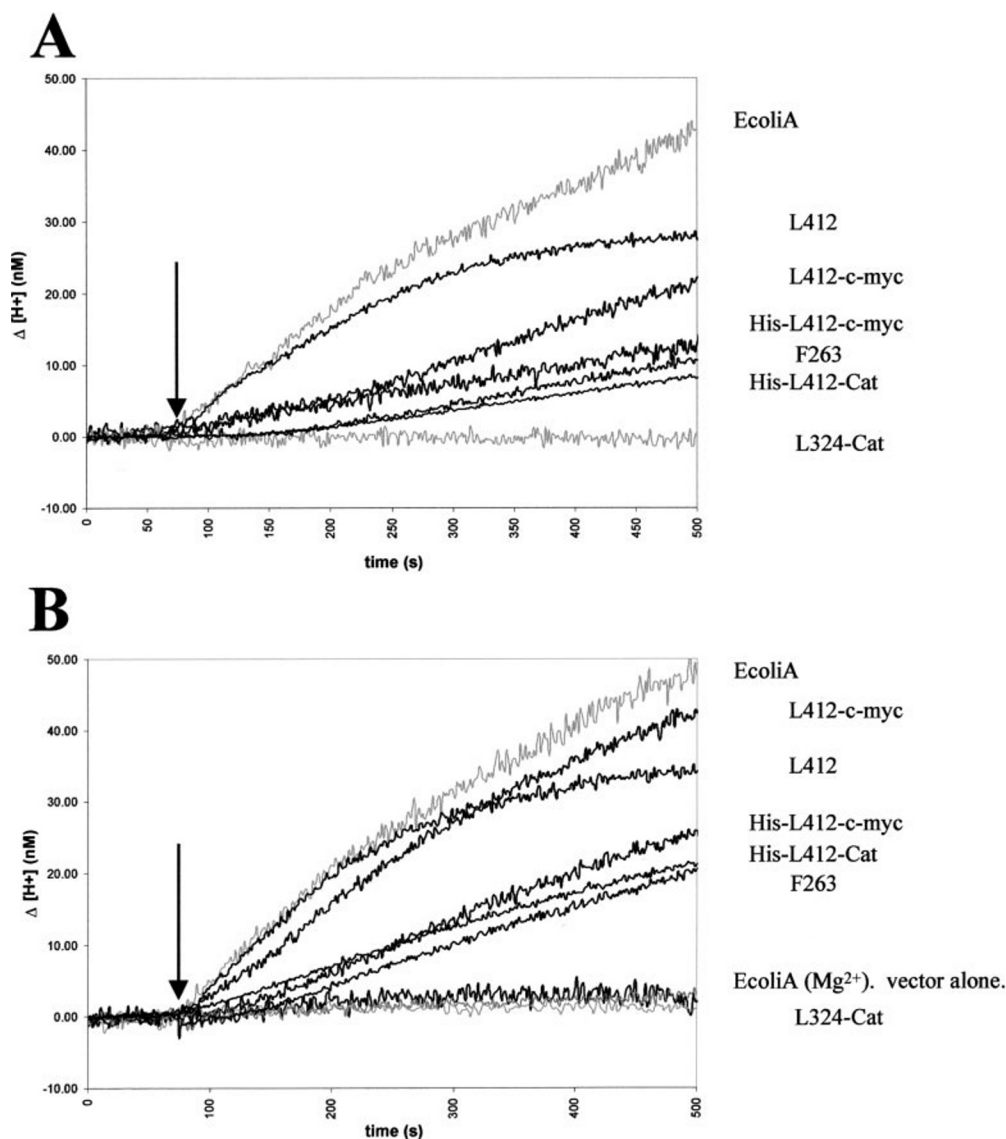 A
50.00
40.00
30.00
20.00
10.00
0.00
-10.00
Δ [H+] (nM)
0
50
100
150
200
250
300
350
400
450
500
time (s)
EcoliA
L412
L412-c-myc
His-L412-c-myc
F263
His-L412-Cat
L324-Cat
B
50.00
40.00
30.00
20.00
10.00
0.00
-10.00
Δ [H+] (nM)
0
100
200
300
400
500
time (s)
EcoliA
L412-c-myc
L412
His-L412-c-myc
His-L412-Cat
F263
EcoliA (Mg²⁺). vector alone.
L324-Cat